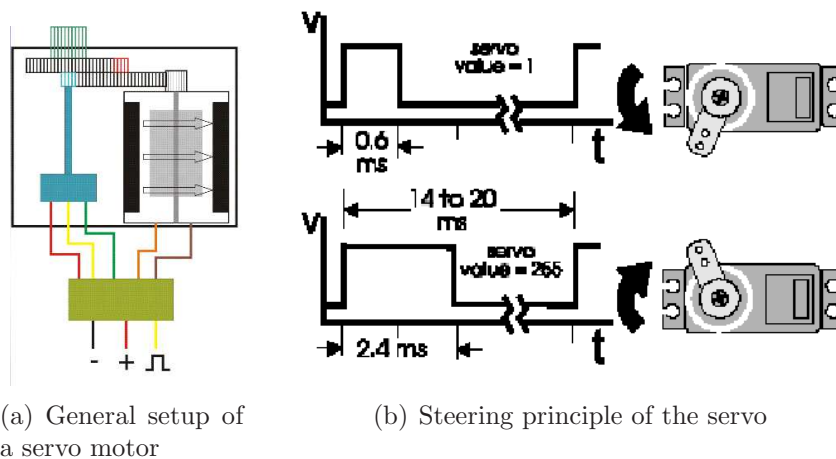 - +
V
servo
value = 1
0.6
ms
t
14 to 20
ms
V
servo
value = 255
2.4 ms
t
(a) General setup of
a servo motor
(b) Steering principle of the servo